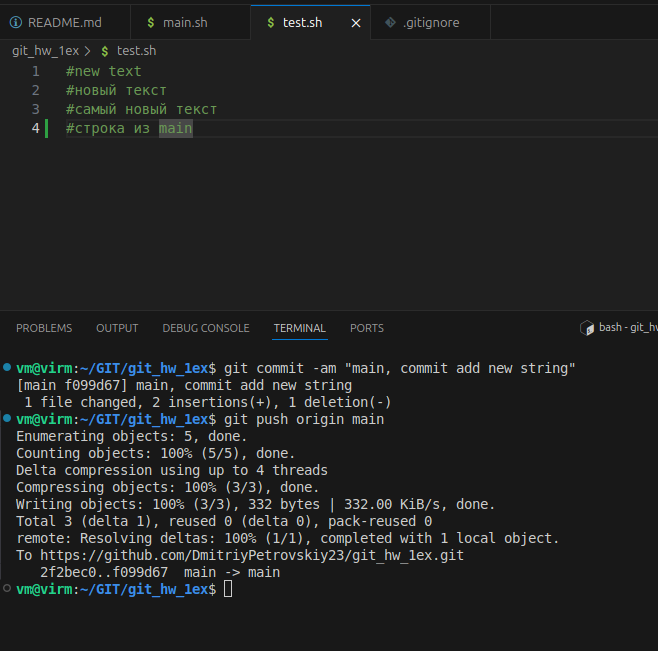 README.md
$ main.sh
$ test.sh ×
.gitignore
git_hw_1ex > $ test.sh
1 #new text
2 #новый текст
3 #самый новый текст
4 #строка из main
PROBLEMS OUTPUT DEBUG CONSOLE TERMINAL PORTS
bash - git_hw
vm@virm:~/GIT/git_hw_1ex$ git commit -am "main, commit add new string"
[main f099d67] main, commit add new string
1 file changed, 2 insertions(+), 1 deletion(-)
vm@virm:~/GIT/git_hw_1ex$ git push origin main
Enumerating objects: 5, done.
Counting objects: 100% (5/5), done.
Delta compression using up to 4 threads
Compressing objects: 100% (3/3), done.
Writing objects: 100% (3/3), 332 bytes | 332.00 KiB/s, done.
Total 3 (delta 1), reused 0 (delta 0), pack-reused 0
remote: Resolving deltas: 100% (1/1), completed with 1 local object.
To https://github.com/DmitriyPetrovskiy23/git_hw_1ex.git
2f2bec0..f099d67  main -> main
vm@virm:~/GIT/git_hw_1ex$